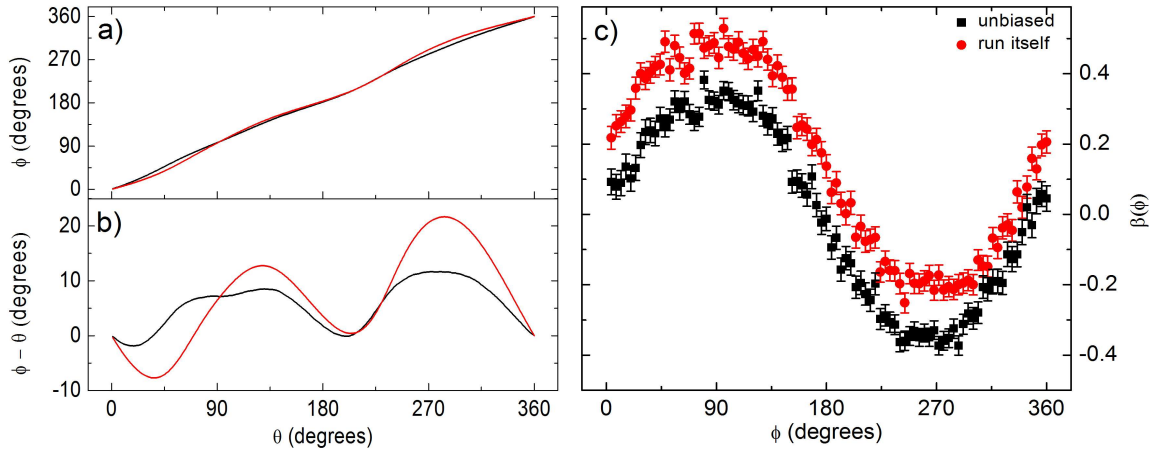 a)
360
270
180
90
0
ϕ (degrees)
b)
20
10
0
-10
ϕ − θ (degrees)
0 90 180 270 360
θ (degrees)
c)
unbiased
run itself
0.4
0.2
0.0
-0.2
-0.4
β(ϕ)
0 90 180 270 360
ϕ (degrees)